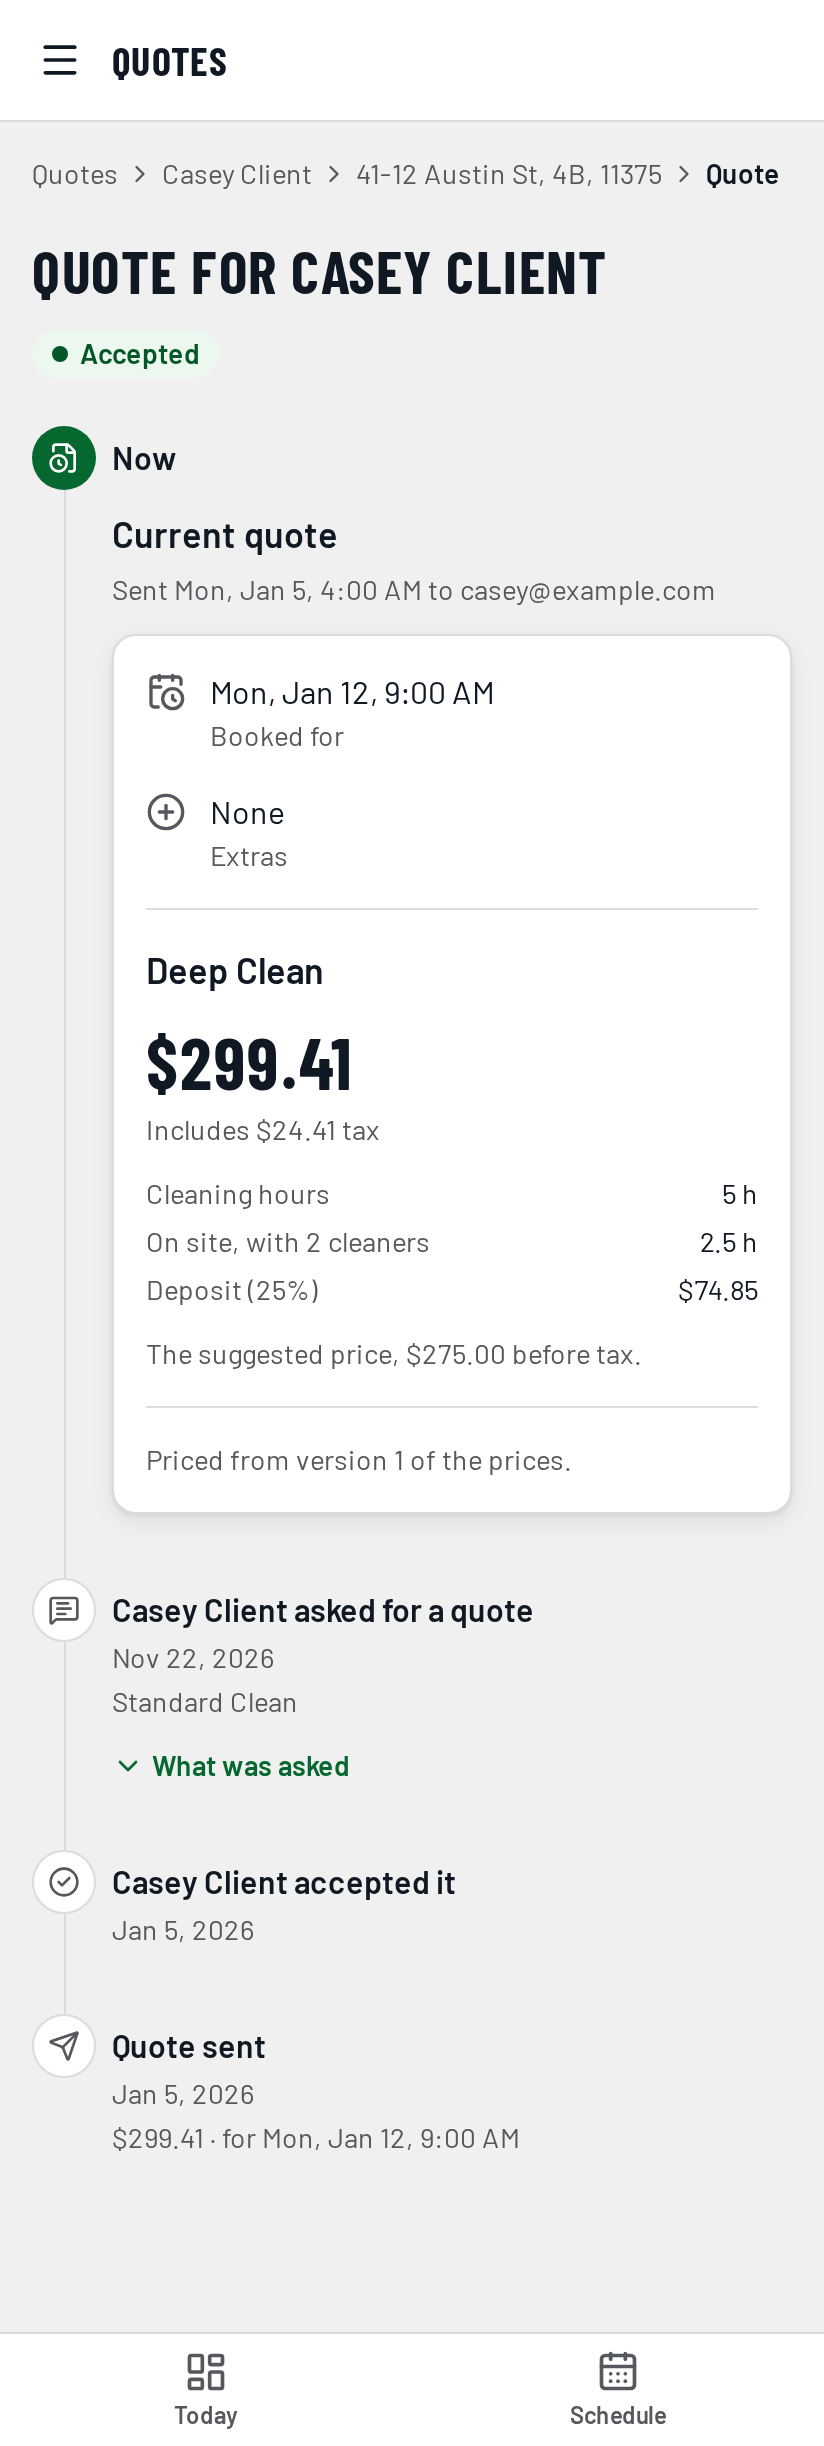 QUOTES
Quotes > Casey Client > 41-12 Austin St, 4B, 11375 > Quote
QUOTE FOR CASEY CLIENT
Accepted
Now
Current quote
Sent Mon, Jan 5, 4:00 AM to casey@example.com
Mon, Jan 12, 9:00 AM
Booked for
None
Extras
Deep Clean
$299.41
Includes $24.41 tax
Cleaning hours 5 h
On site, with 2 cleaners 2.5 h
Deposit (25%) $74.85
The suggested price, $275.00 before tax.
Priced from version 1 of the prices.
Casey Client asked for a quote
Nov 22, 2026
Standard Clean
What was asked
Casey Client accepted it
Jan 5, 2026
Quote sent
Jan 5, 2026
$299.41 · for Mon, Jan 12, 9:00 AM
Today Schedule